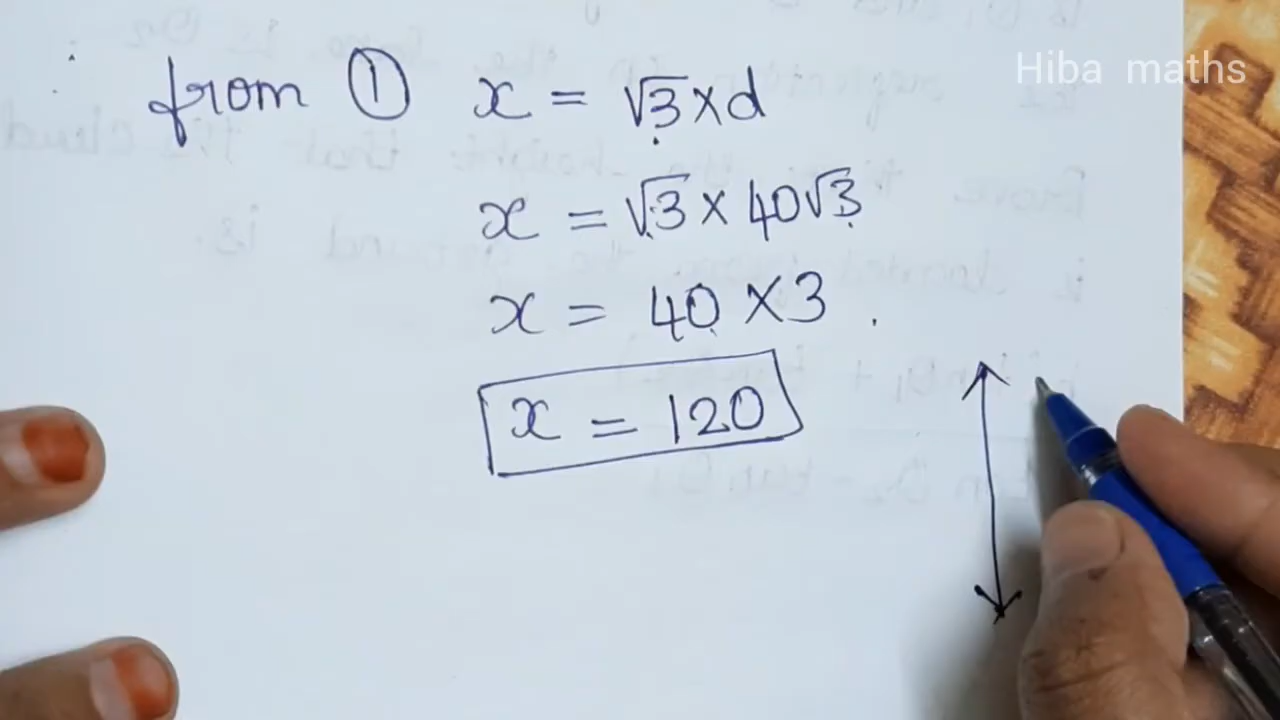 Hiba maths
from ① x = √3 × d
x = √3 × 40√3
x = 40 × 3 .
x = 120